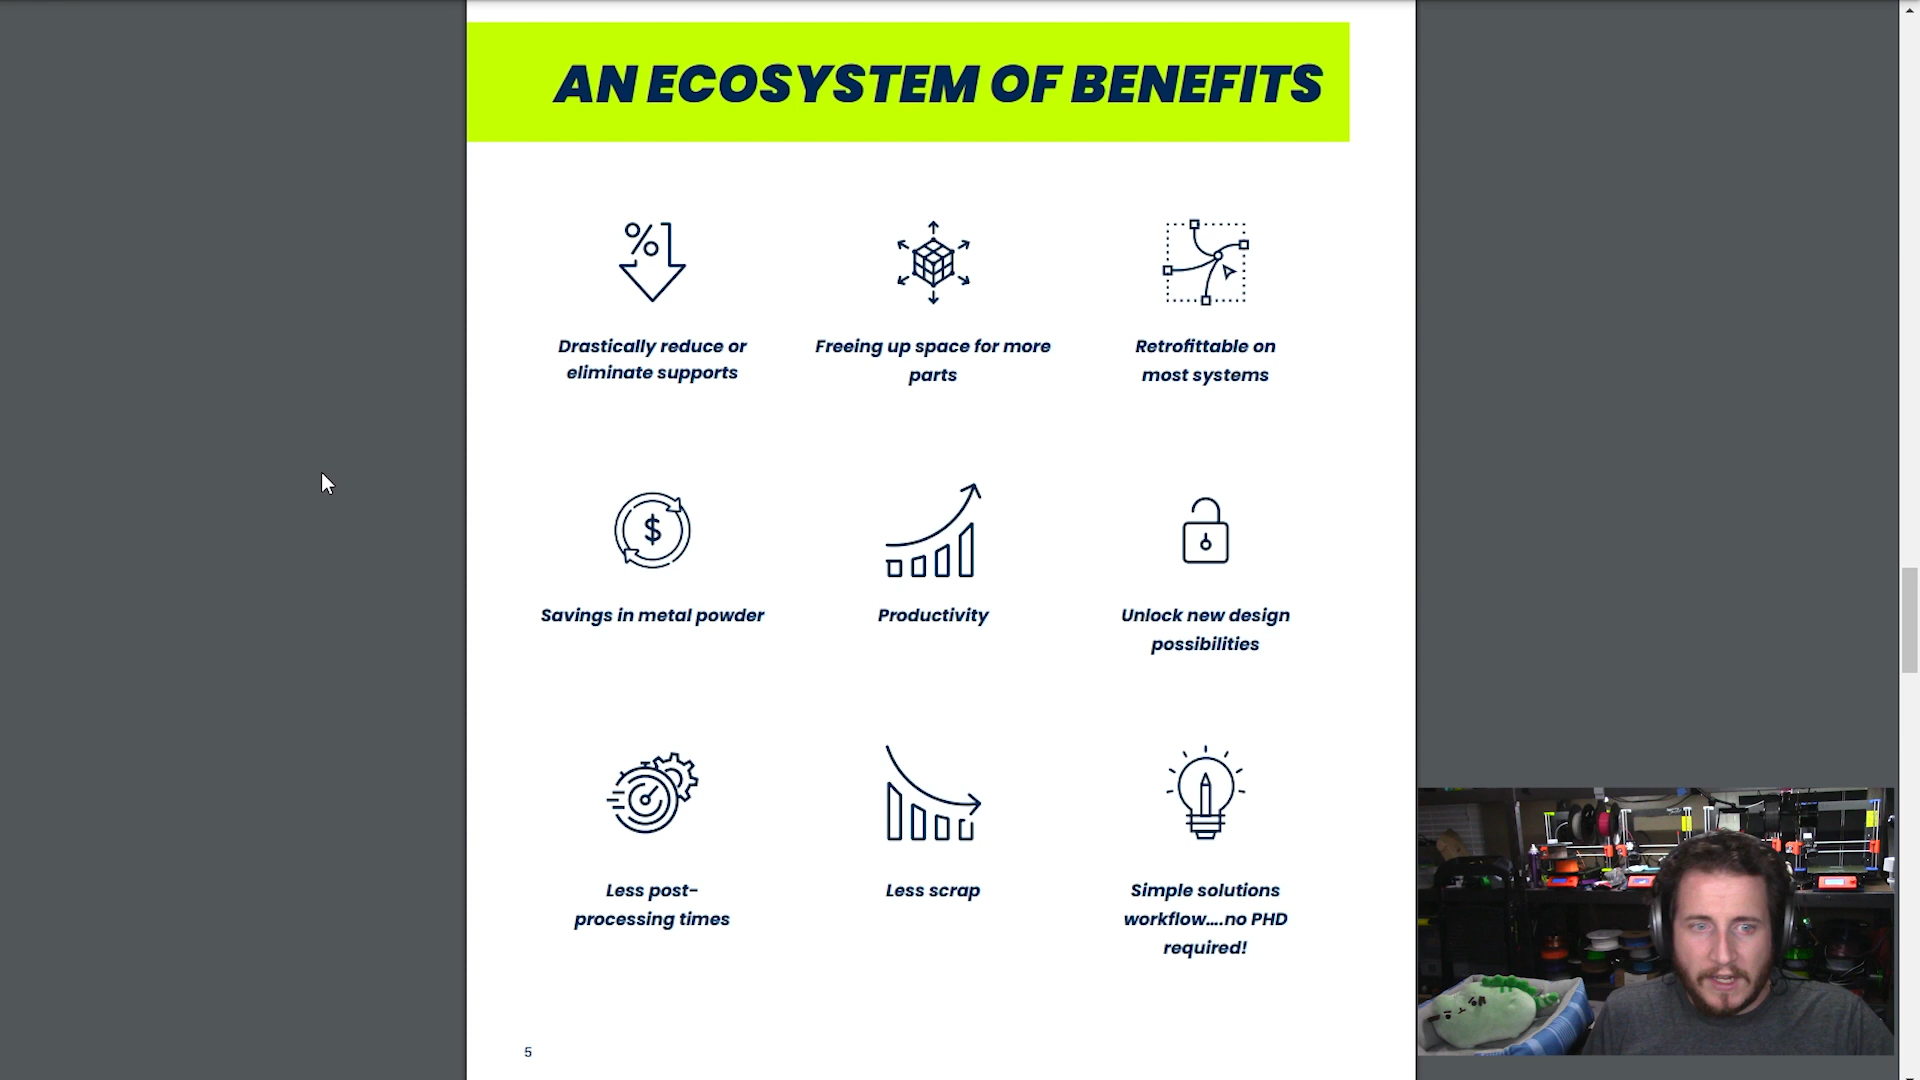 AN ECOSYSTEM OF BENEFITS
%
Drastically reduce or
eliminate supports
Freeing up space for more
parts
Retrofittable on
most systems
$
Savings in metal powder
Productivity
Unlock new design
possibilities
Less post-
processing times
Less scrap
Simple solutions
workflow....no PHD
required!
5